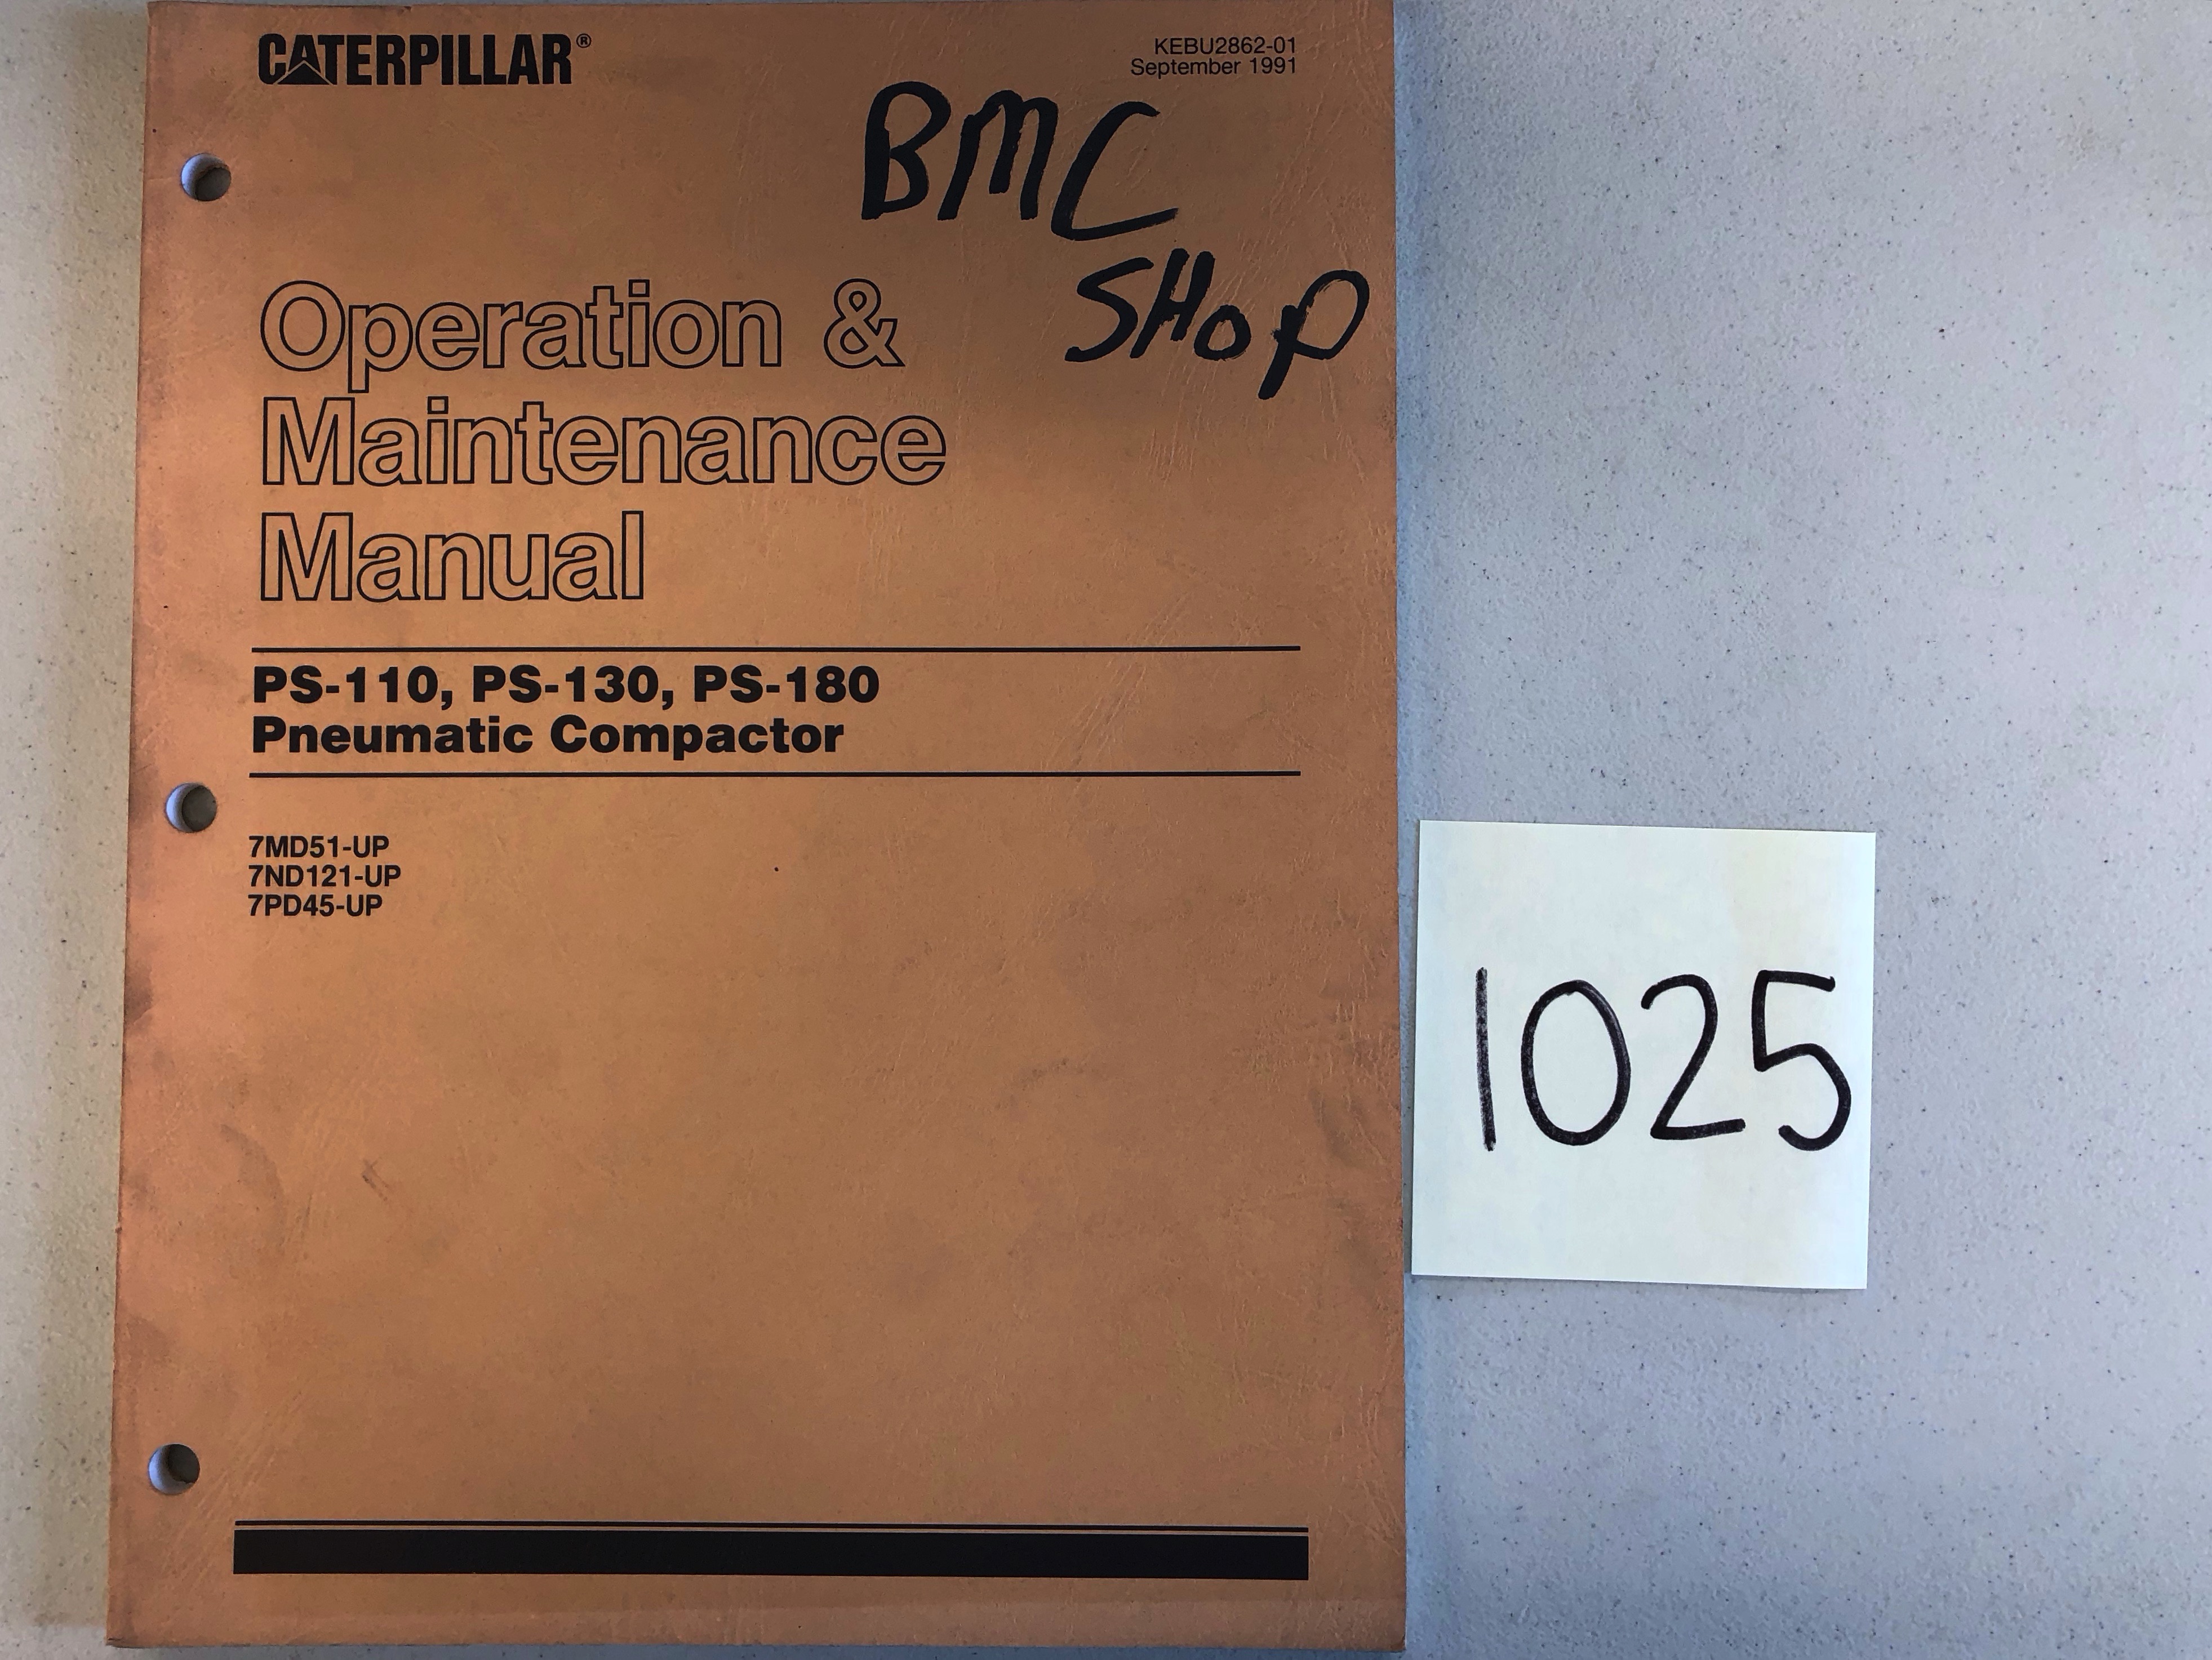 CATERPILLAR®
KEBU2862-01
September 1991
BMC
SHOP
Operation &
Maintenance
Manual
PS-110, PS-130, PS-180
Pneumatic Compactor
7MD51-UP
7ND121-UP
7PD45-UP
1025